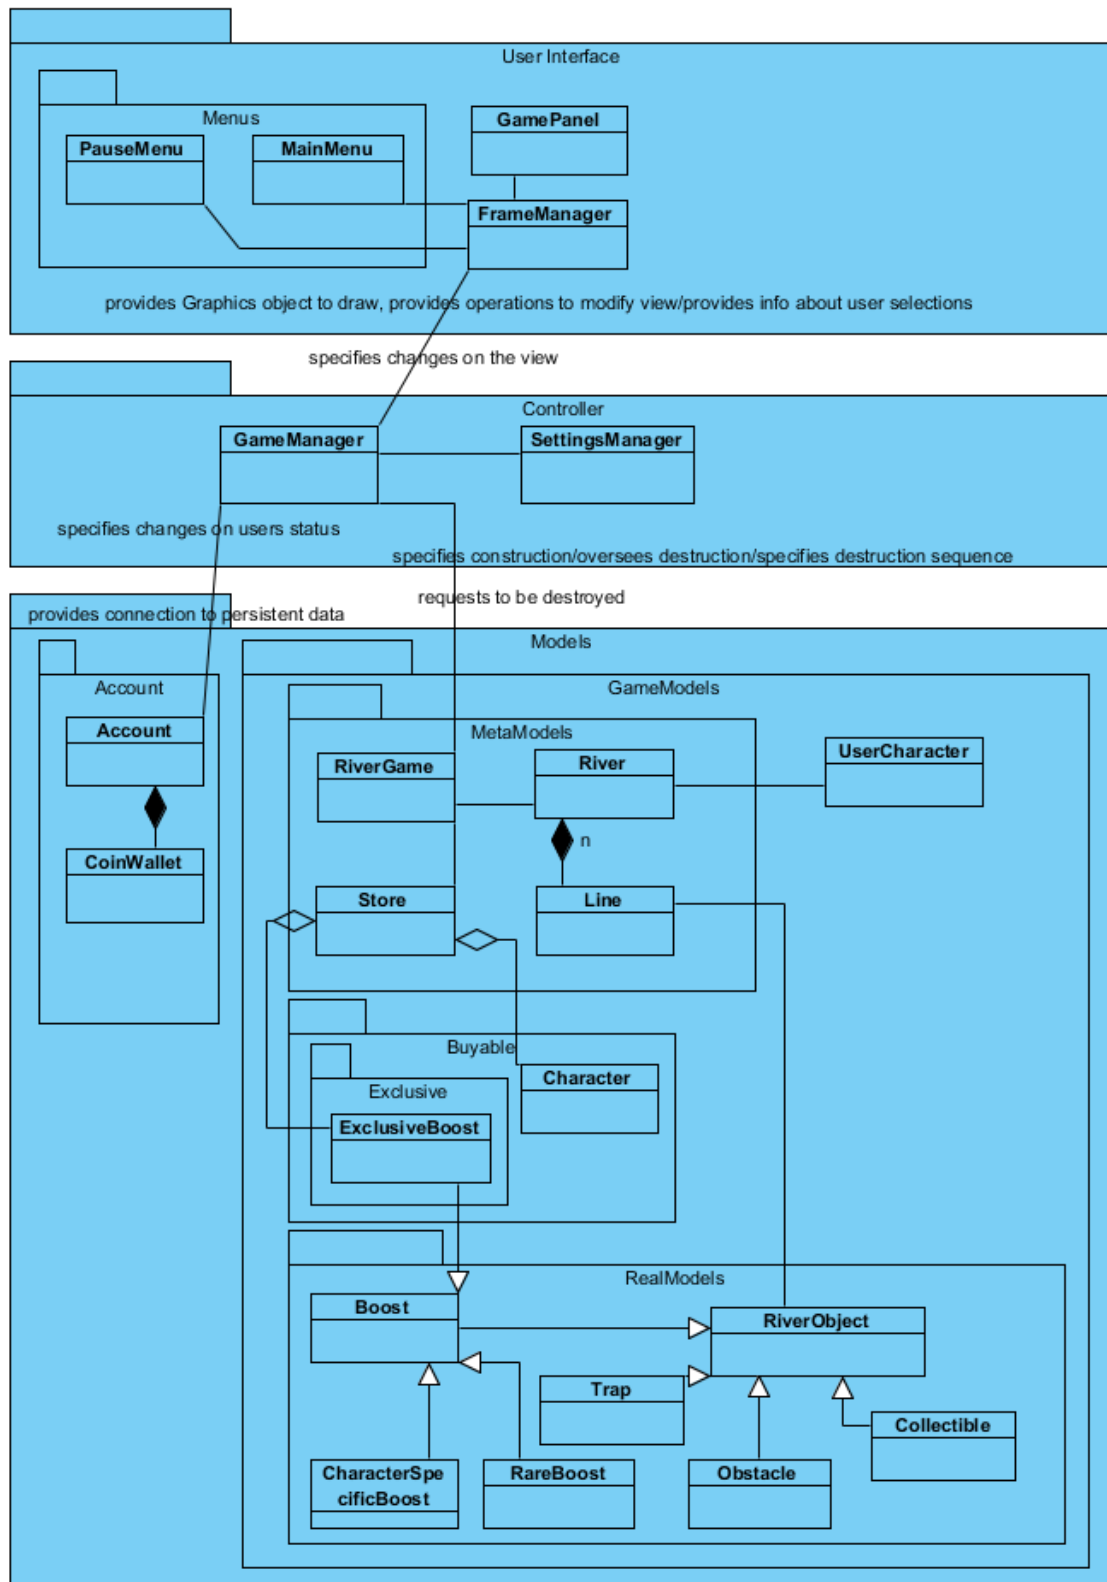 User Interface
Menus
PauseMenu
MainMenu
GamePanel
FrameManager
provides Graphics object to draw, provides operations to modify view/provides info about user selections
specifies changes on the view
Controller
GameManager
SettingsManager
specifies changes on users status
specifies construction/oversees destruction/specifies destruction sequence
requests to be destroyed
provides connection to persistent data
Models
Account
Account
CoinWallet
GameModels
MetaModels
RiverGame
River
UserCharacter
n
Store
Line
Buyable
Exclusive
ExclusiveBoost
Character
RealModels
Boost
RiverObject
Trap
Collectible
CharacterSpe
cificBoost
RareBoost
Obstacle